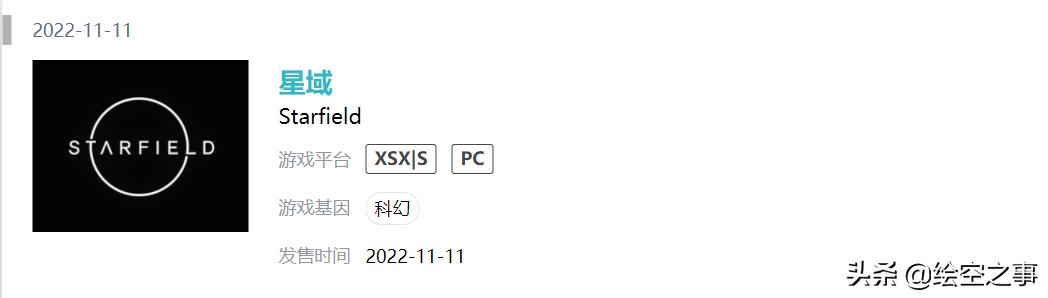 2022-11-11
STARFIELD
星域
Starfield
游戏平台 XSX|S PC
游戏基因 科幻
发售时间 2022-11-11
头条 @绘空之事